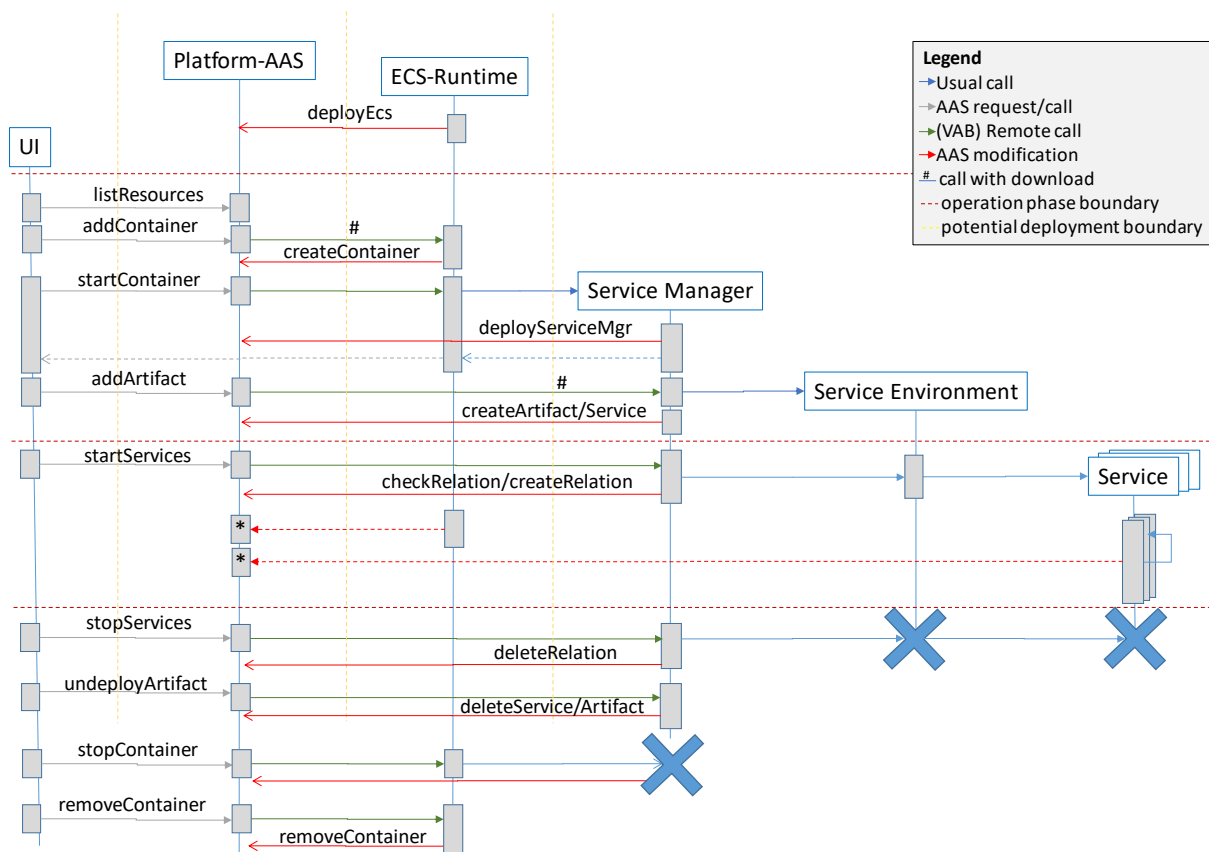 Platform-AAS
ECS-Runtime
Legend
Usual call
AAS request/call
(VAB) Remote call
AAS modification
# call with download
operation phase boundary
potential deployment boundary
deployEcs
UI
listResources
addContainer
#
createContainer
startContainer
Service Manager
deployServiceMgr
addArtifact
#
Service Environment
createArtifact/Service
startServices
Service
checkRelation/createRelation
*
*
stopServices
deleteRelation
undeployArtifact
deleteService/Artifact
stopContainer
removeContainer
removeContainer